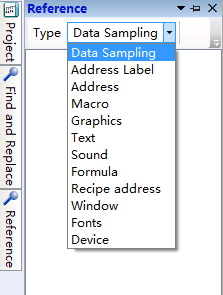 Reference
Type Data Sampling
Data Sampling
Address Label
Address
Macro
Graphics
Text
Sound
Formula
Recipe address
Window
Fonts
Device
Project
Find and Replace
Reference